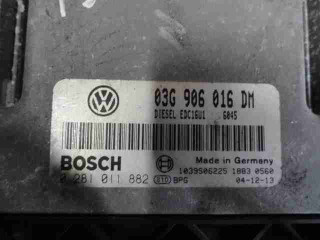 03G 906 016 DM
DIESEL EDC16U1 G04S
BOSCH
Made in Germany
1039S06225 1883 0560
0 281 011 882 BPG 04-12-13